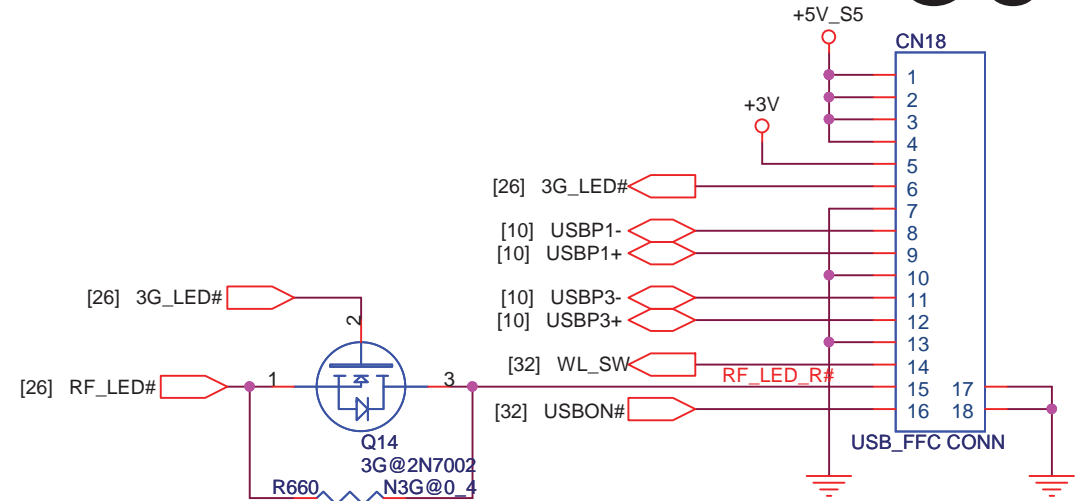 +5V_S5
CN18
1
2
+3V
3
4
5
[26] 3G_LED#
6
7
[10] USBP1-
8
[10] USBP1+
9
10
[26] 3G_LED#
[10] USBP3-
11
2
[10] USBP3+
12
13
[32] WL_SW
14
RF_LED_R#
[26] RF_LED#
1
3
15 17
[32] USBON#
16 18
Q14
USB_FFC CONN
3G@2N7002
R660
N3G@0_4